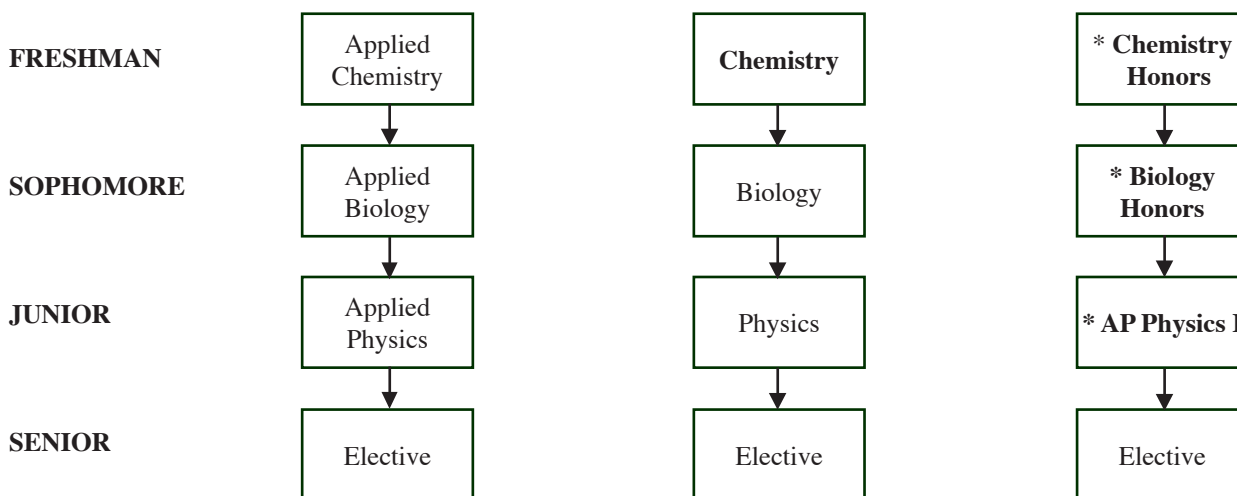 FRESHMAN
Applied
Chemistry
Chemistry
* Chemistry
Honors
SOPHOMORE
Applied
Biology
Biology
* Biology
Honors
JUNIOR
Applied
Physics
Physics
* AP Physics I
SENIOR
Elective
Elective
Elective